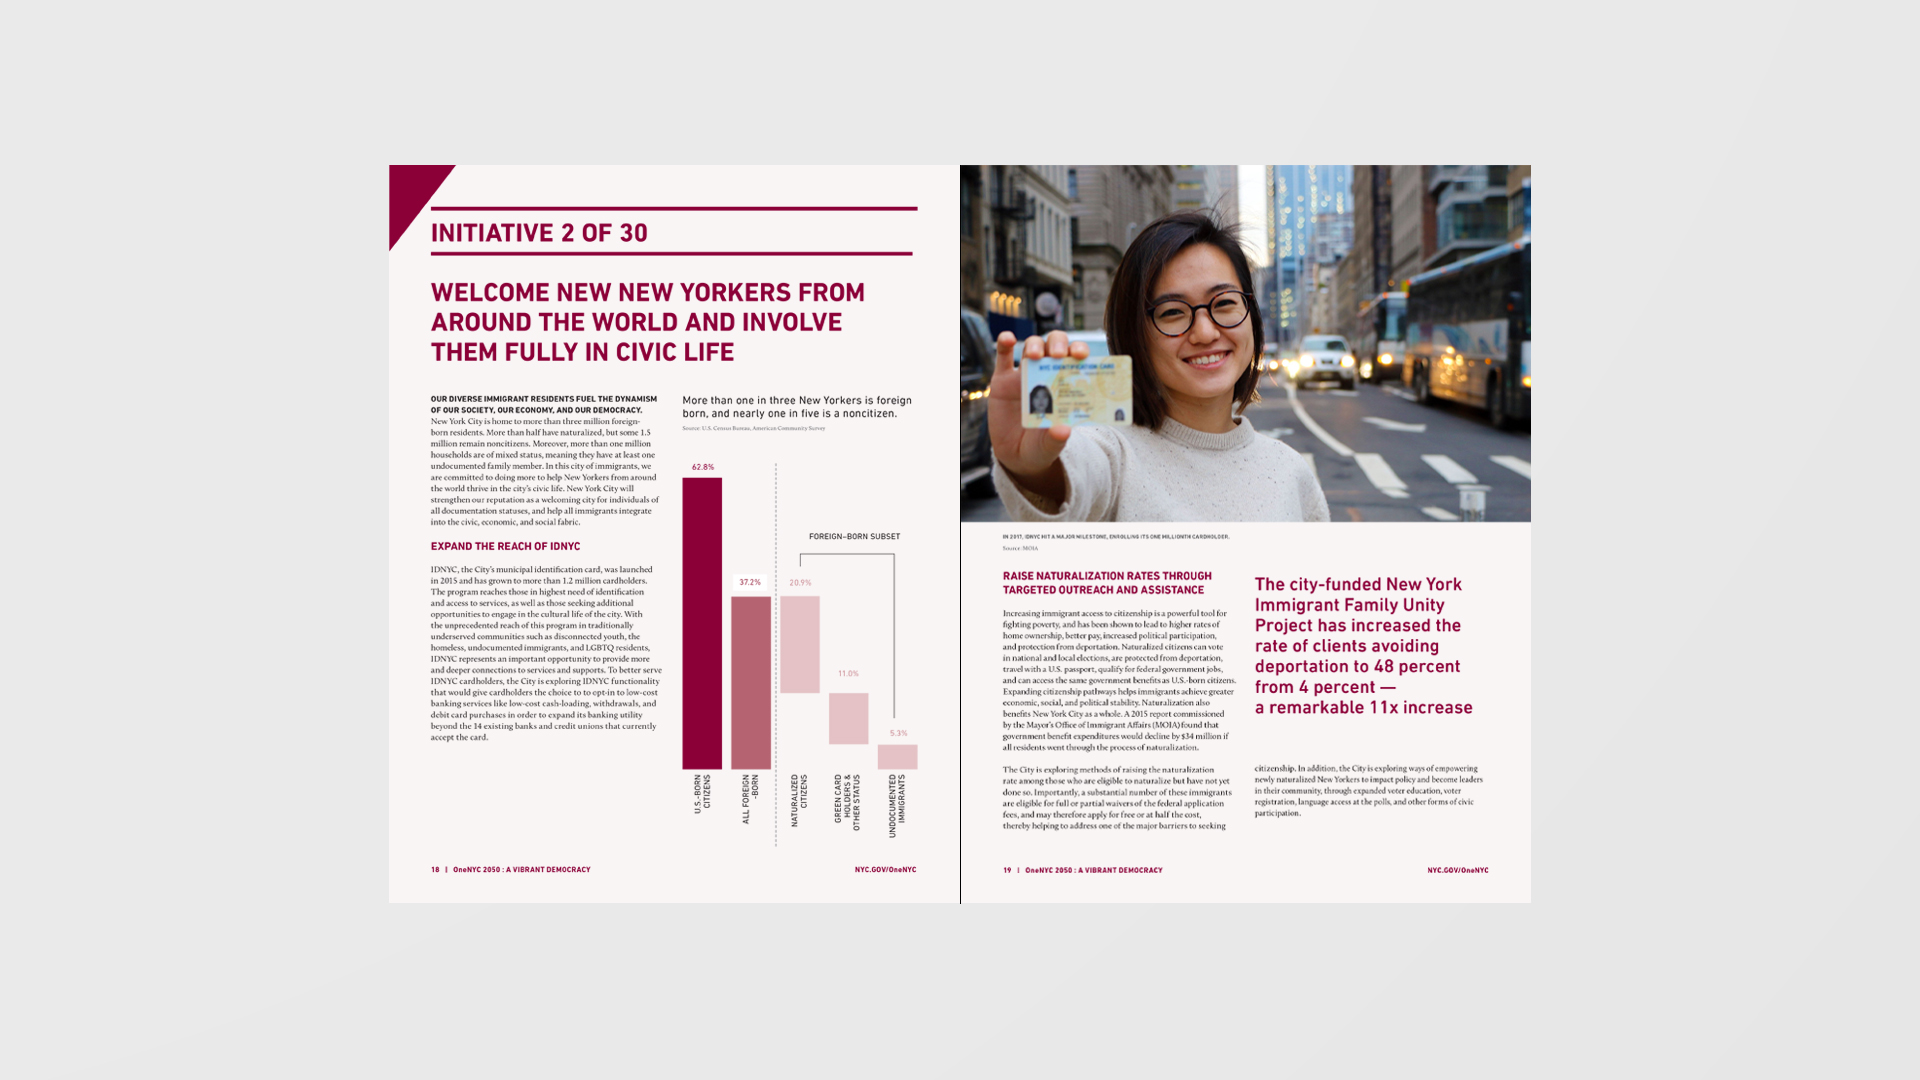 INITIATIVE 2 OF 30
WELCOME NEW NEW YORKERS FROM
AROUND THE WORLD AND INVOLVE
THEM FULLY IN CIVIC LIFE
OUR DIVERSE IMMIGRANT RESIDENTS FUEL THE DYNAMISM
OF OUR SOCIETY, OUR ECONOMY, AND OUR DEMOCRACY.
New York City is home to more than three million foreign-
born residents. More than half have naturalized, but some 1.5
million remain noncitizens. Moreover, more than one million
households are of mixed status, meaning they have at least one
undocumented family member. In this city of immigrants, we
are committed to doing more to help New Yorkers from around
the world thrive in the city's civic life. New York City will
strengthen our reputation as a welcoming city for individuals of
all documentation statuses, and help all immigrants integrate
into the civic, economic, and social fabric.
EXPAND THE REACH OF IDNYC
IDNYC, the City's municipal identification card, was launched
in 2015 and has grown to more than 1.2 million cardholders.
The program reaches those in highest need of identification
and access to services, as well as those seeking additional
opportunities to engage in the cultural life of the city. With
the unprecedented reach of this program in traditionally
underserved communities such as disconnected youth, the
homeless, undocumented immigrants, and LGBTQ residents,
IDNYC represents an important opportunity to provide more
and deeper connections to services and supports. To better serve
IDNYC cardholders, the City is exploring IDNYC functionality
that would give cardholders the choice to to opt-in to low-cost
banking services like low-cost cash-loading, withdrawals, and
debit card purchases in order to expand its banking utility
beyond the 14 existing banks and credit unions that currently
accept the card.
More than one in three New Yorkers is foreign
born, and nearly one in five is a noncitizen.
Source: U.S. Census Bureau, American Community Survey
62.8%
37.2%
FOREIGN-BORN SUBSET
20.9%
11.0%
5.3%
U.S.-BORN
CITIZENS
ALL FOREIGN
-BORN
NATURALIZED
CITIZENS
GREEN CARD
HOLDERS &
OTHER STATUS
UNDOCUMENTED
IMMIGRANTS
18 | OneNYC 2050 : A VIBRANT DEMOCRACY
NYC.GOV/OneNYC
NYC IDENTIFICATION CARD
IN 2017, IDNYC HIT A MAJOR MILESTONE, ENROLLING ITS ONE MILLIONTH CARDHOLDER.
Source: MOIA
RAISE NATURALIZATION RATES THROUGH
TARGETED OUTREACH AND ASSISTANCE
Increasing immigrant access to citizenship is a powerful tool for
fighting poverty, and has been shown to lead to higher rates of
home ownership, better pay, increased political participation,
and protection from deportation. Naturalized citizens can vote
in national and local elections, are protected from deportation,
travel with a U.S. passport, qualify for federal government jobs,
and can access the same government benefits as U.S.-born citizens.
Expanding citizenship pathways helps immigrants achieve greater
economic, social, and political stability. Naturalization also
benefits New York City as a whole. A 2015 report commissioned
by the Mayor's Office of Immigrant Affairs (MOIA) found that
government benefit expenditures would decline by $34 million if
all residents went through the process of naturalization.
The City is exploring methods of raising the naturalization
rate among those who are eligible to naturalize but have not yet
done so. Importantly, a substantial number of these immigrants
are eligible for full or partial waivers of the federal application
fees, and may therefore apply for free or at half the cost,
thereby helping to address one of the major barriers to seeking
The city-funded New York
Immigrant Family Unity
Project has increased the
rate of clients avoiding
deportation to 48 percent
from 4 percent —
a remarkable 11x increase
citizenship. In addition, the City is exploring ways of empowering
newly naturalized New Yorkers to impact policy and become leaders
in their community, through expanded voter education, voter
registration, language access at the polls, and other forms of civic
participation.
19 | OneNYC 2050 : A VIBRANT DEMOCRACY
NYC.GOV/OneNYC